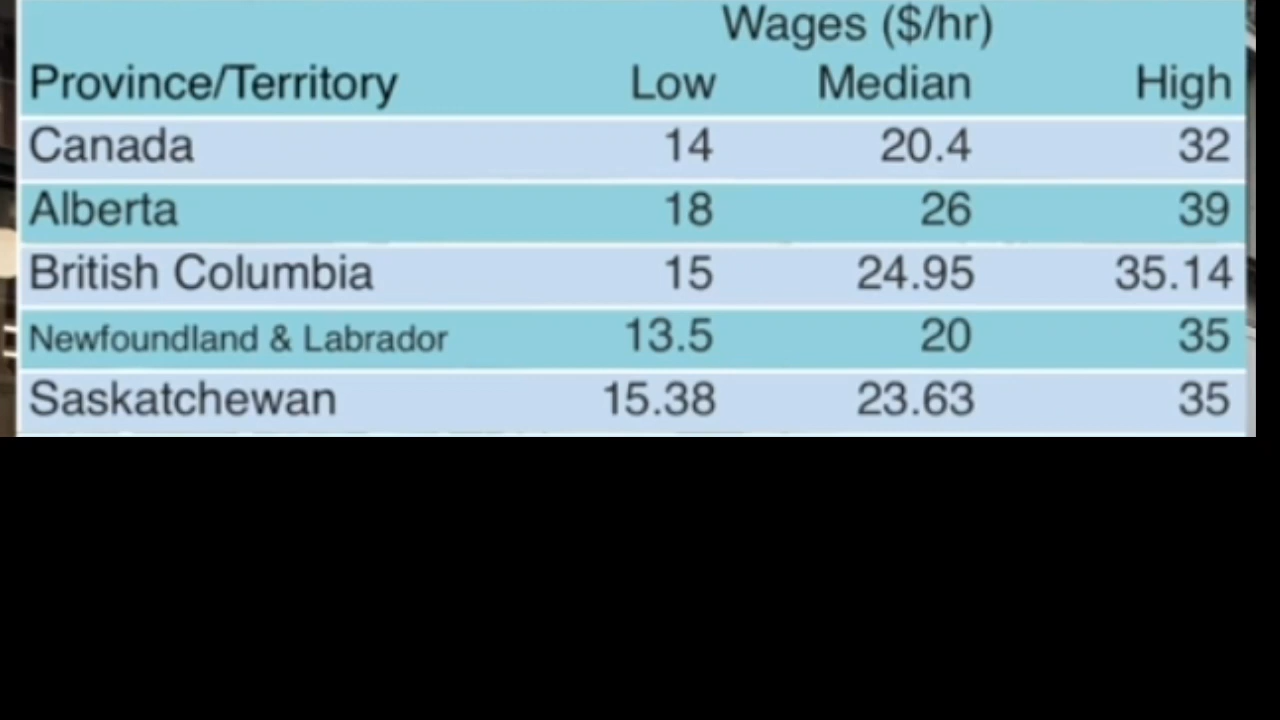 Wages ($/hr)
Province/Territory Low Median High
Canada 14 20.4 32
Alberta 18 26 39
British Columbia 15 24.95 35.14
Newfoundland & Labrador 13.5 20 35
Saskatchewan 15.38 23.63 35